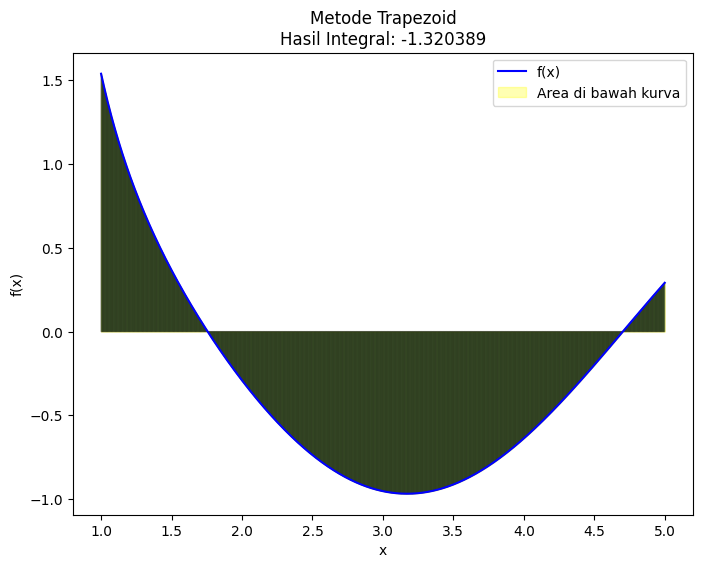 Metode Trapezoid
Hasil Integral: -1.320389
f(x)
Area di bawah kurva
1.5
1.0
0.5
0.0
−0.5
−1.0
f(x)
1.0 1.5 2.0 2.5 3.0 3.5 4.0 4.5 5.0
x